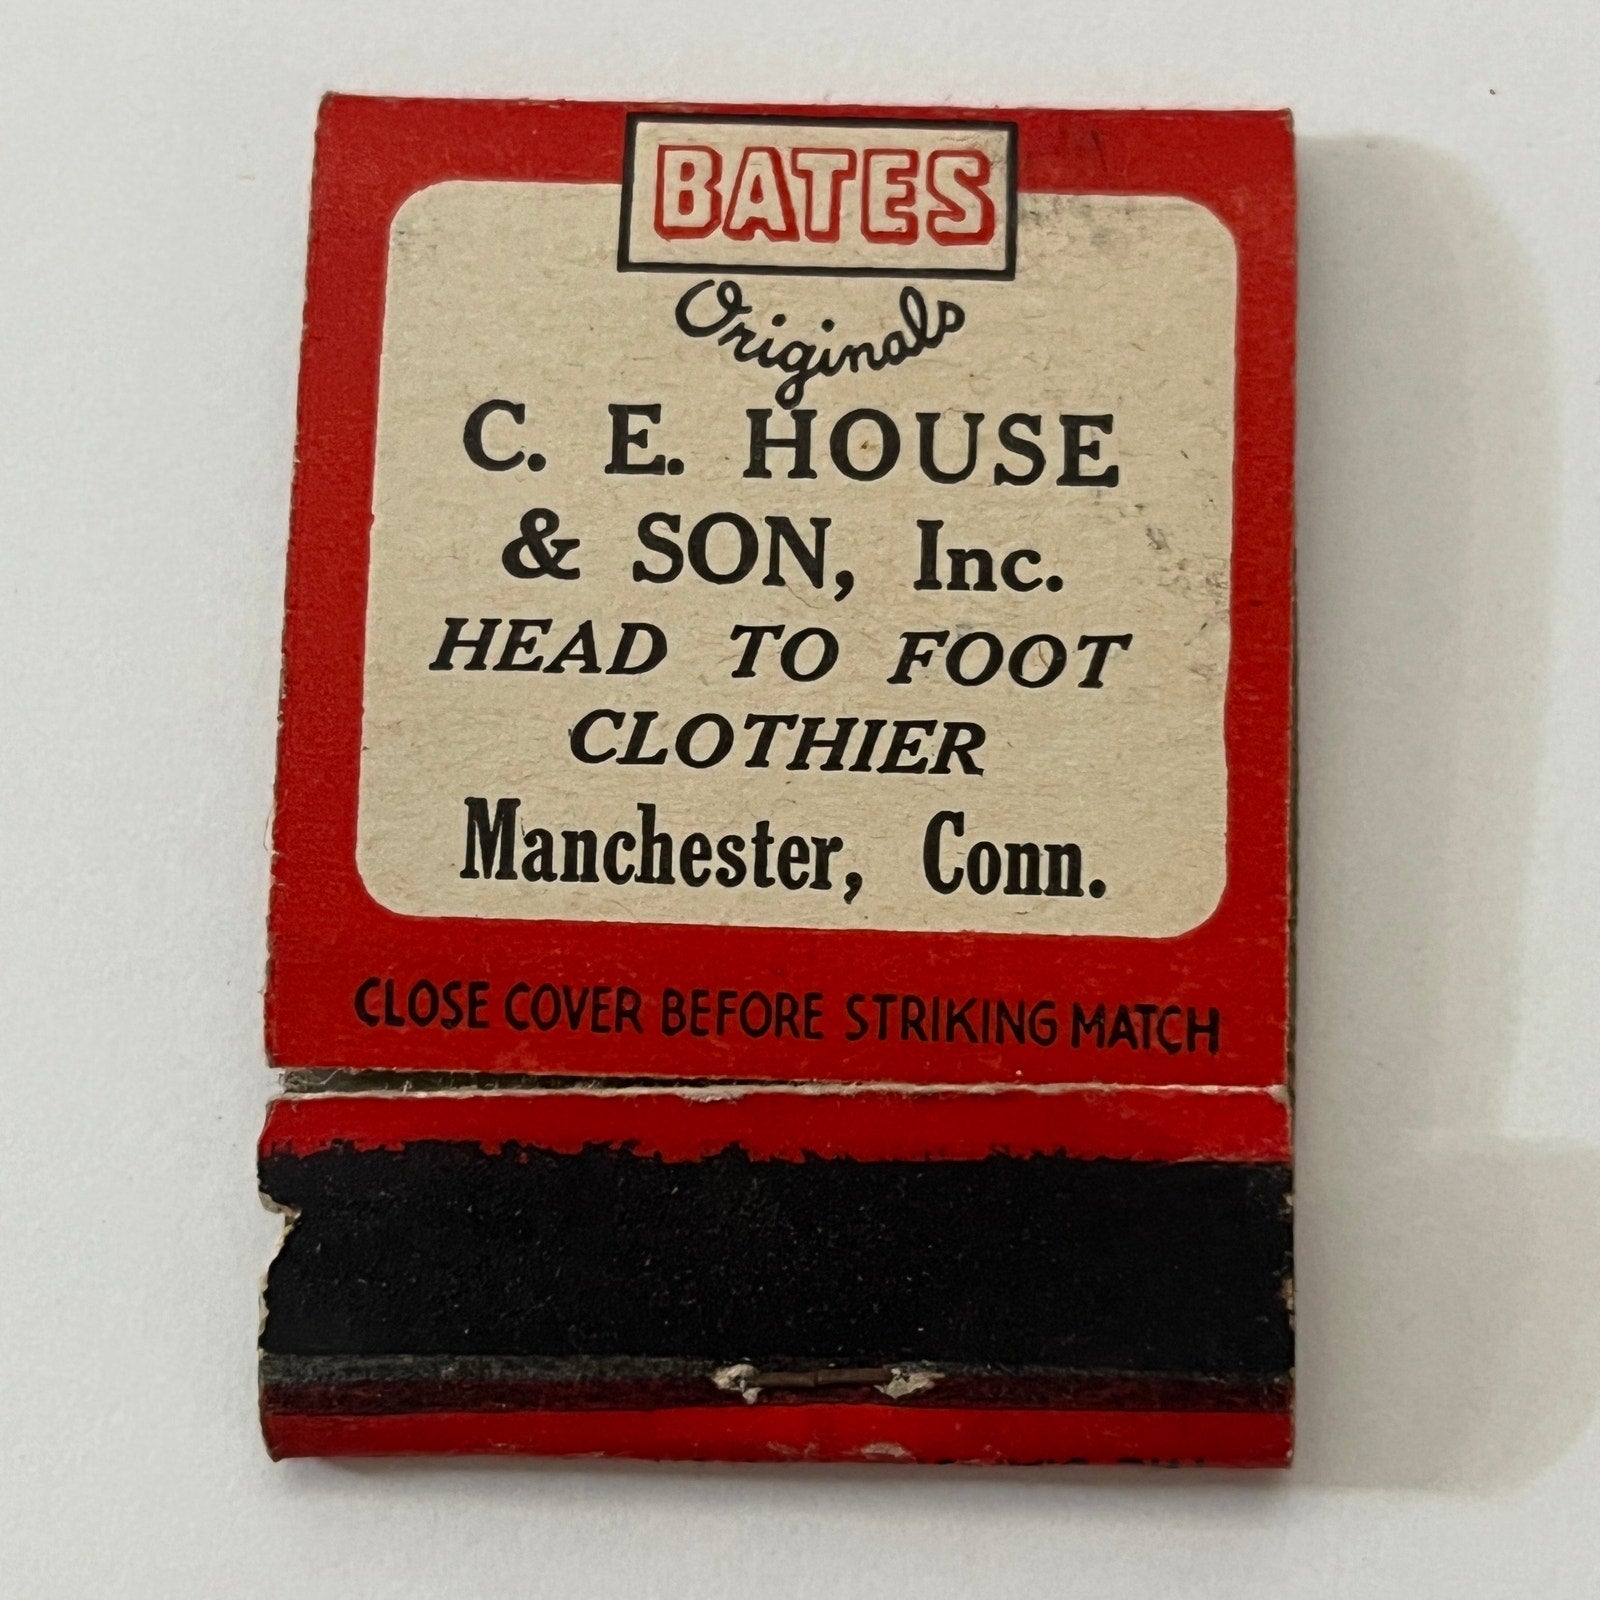 BATES
Originals
C. E. HOUSE
& SON, Inc.
HEAD TO FOOT
CLOTHIER
Manchester, Conn.
CLOSE COVER BEFORE STRIKING MATCH